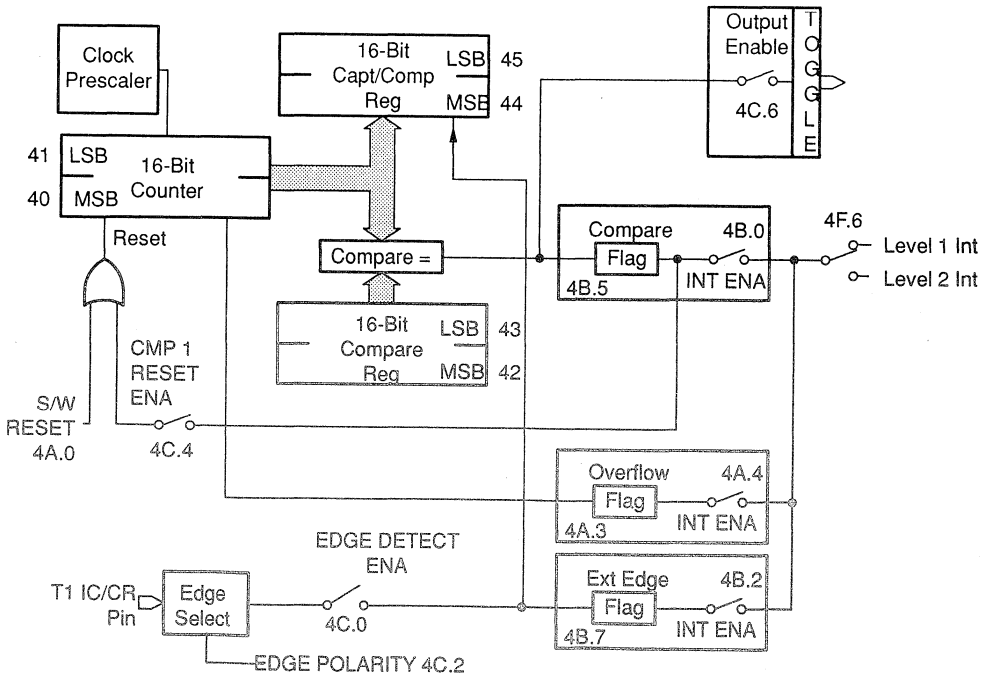 Clock
Prescaler
16-Bit
Capt/Comp
Reg
LSB
45
MSB
44
Output
Enable
4C.6
TOGGLE
41
LSB
16-Bit
Counter
40
MSB
Reset
Compare =
Compare
Flag
4B.5
4B.0
INT ENA
4F.6
Level 1 Int
Level 2 Int
16-Bit
Compare
Reg
LSB
43
MSB
42
CMP 1
RESET
ENA
S/W
RESET
4A.0
4C.4
Overflow
Flag
4A.3
4A.4
INT ENA
EDGE DETECT
ENA
T1 IC/CR
Pin
Edge
Select
4C.0
Ext Edge
Flag
4B.7
4B.2
INT ENA
EDGE POLARITY 4C.2